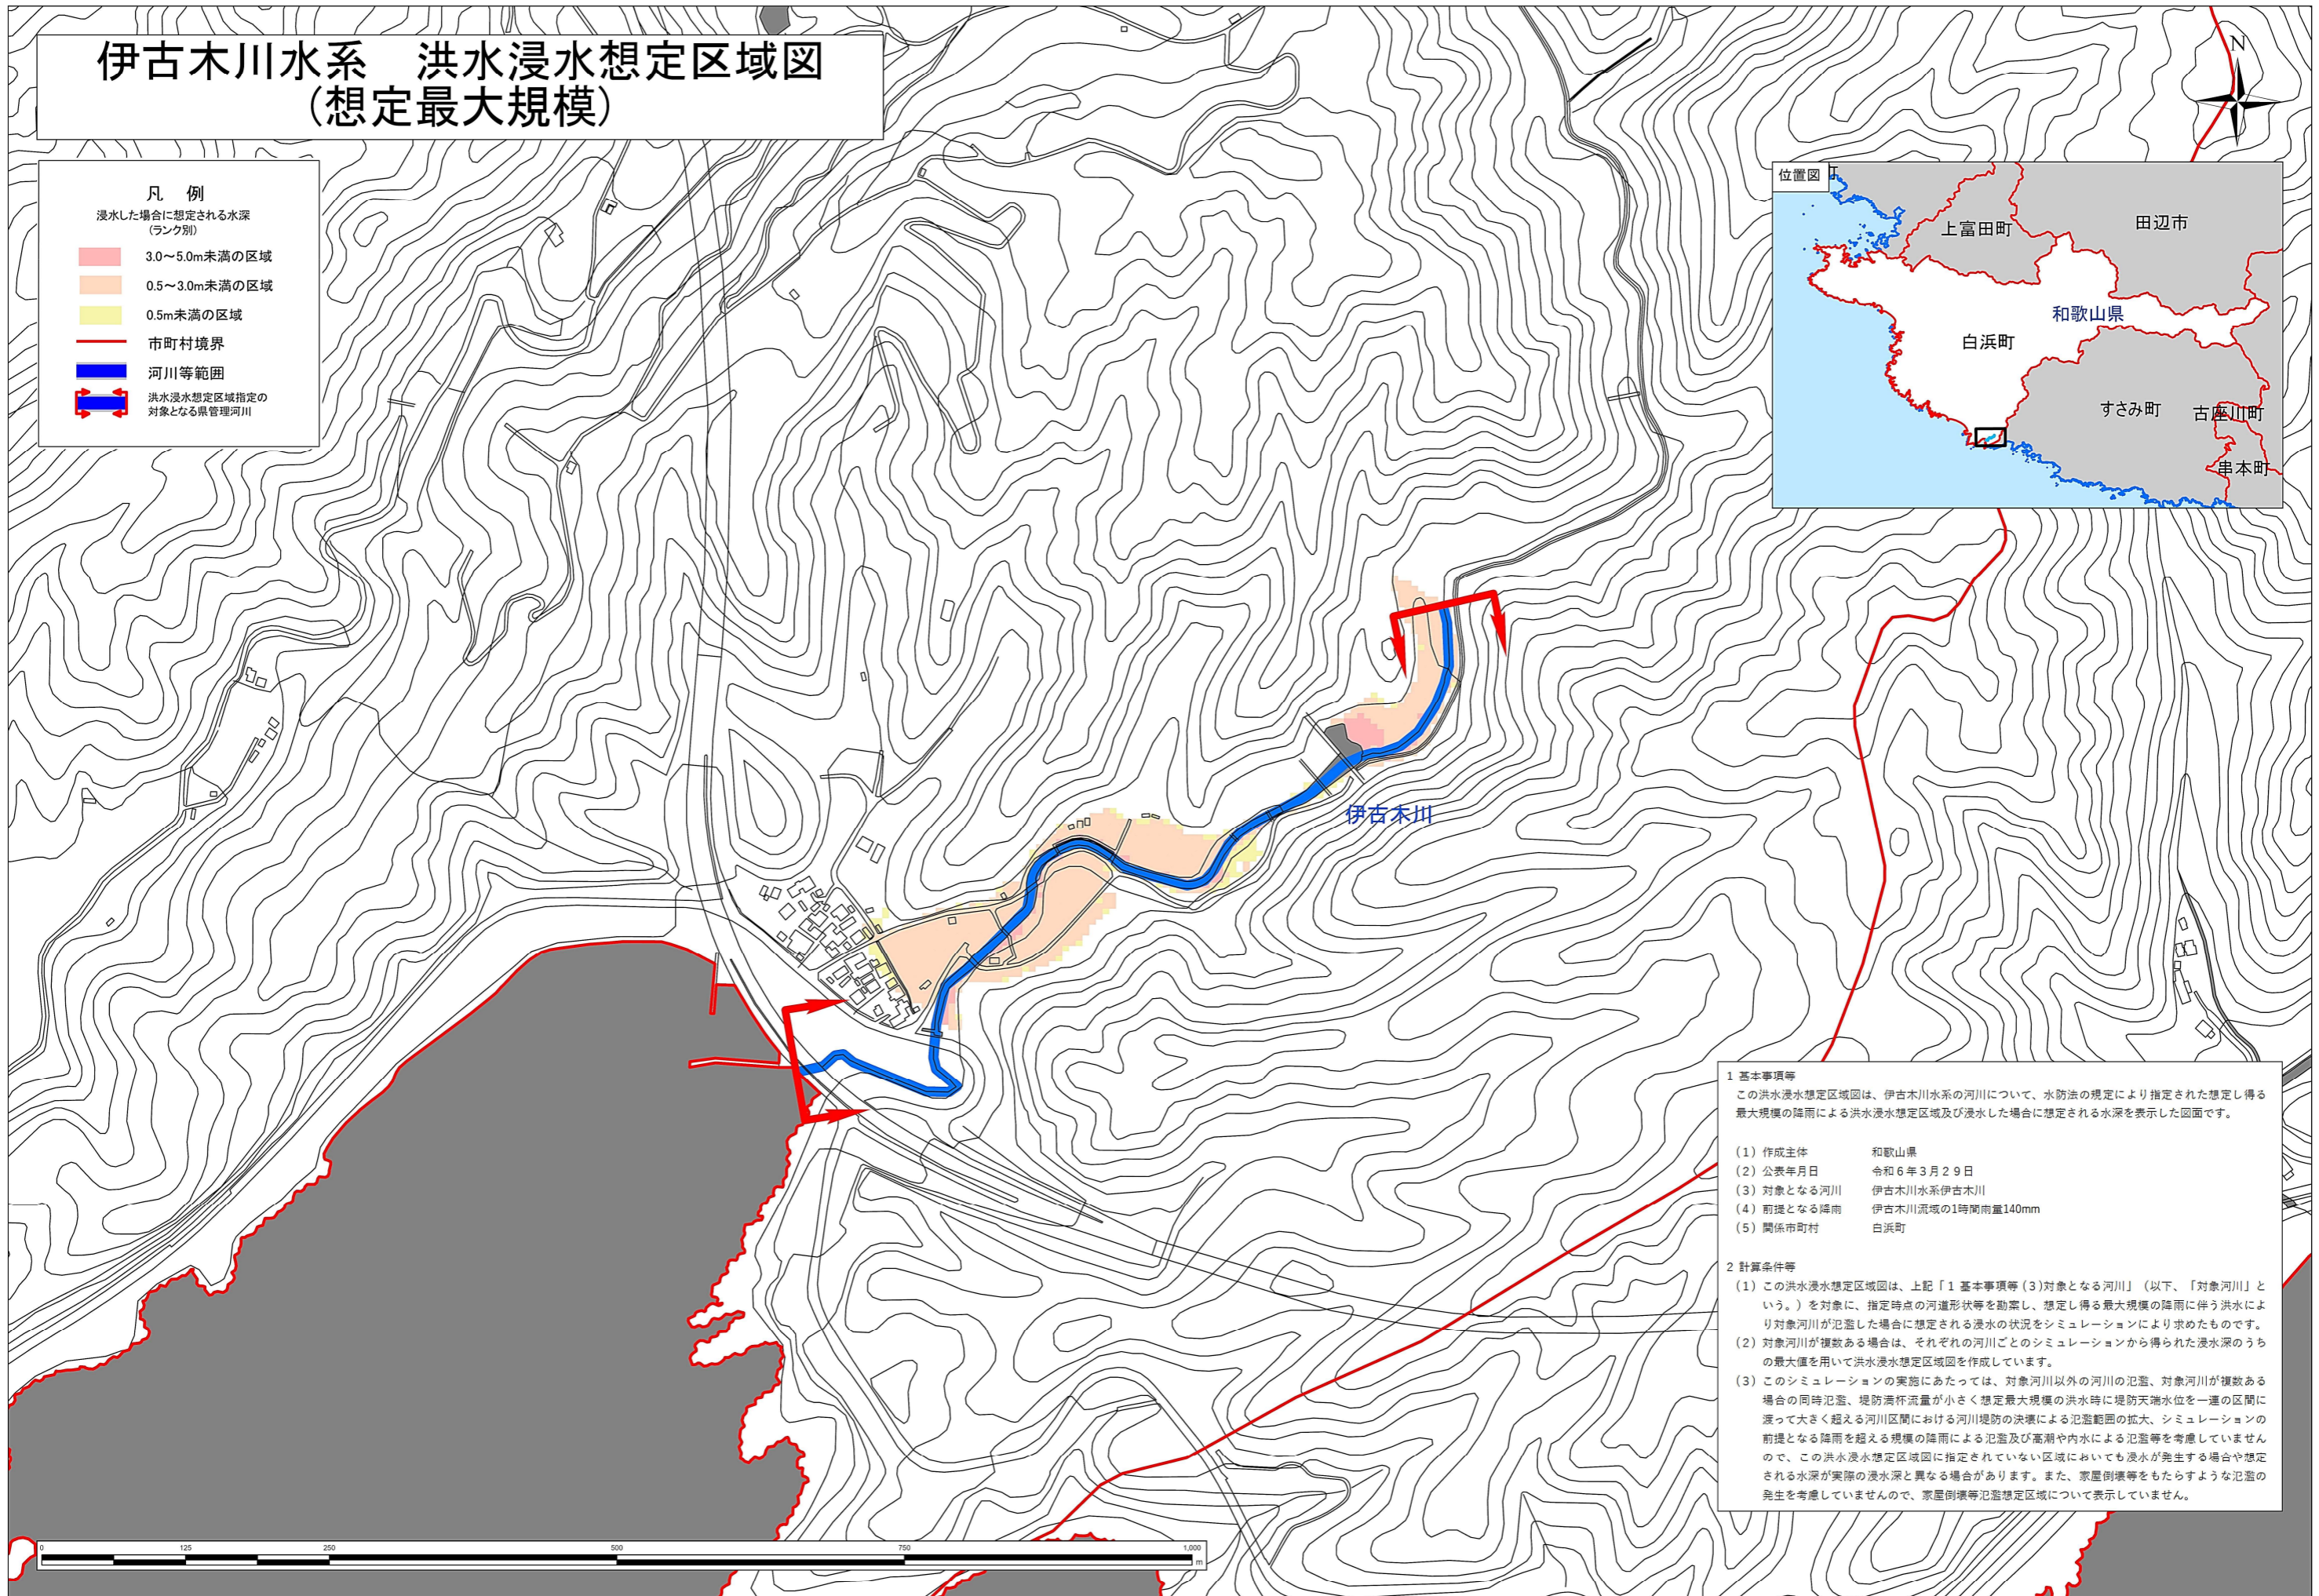 伊古木川水系　洪水浸水想定区域図
（想定最大規模）
凡　例
浸水した場合に想定される水深
(ランク別)
3.0～5.0m未満の区域
0.5～3.0m未満の区域
0.5m未満の区域
市町村境界
河川等範囲
洪水浸水想定区域指定の
対象となる県管理河川
N
位置図
町
上富田町
田辺市
和歌山県
白浜町
すさみ町
古座川町
串本町
伊古木川
1 基本事項等
この洪水浸水想定区域図は、伊古木川水系の河川について、水防法の規定により指定された想定し得る
最大規模の降雨による洪水浸水想定区域及び浸水した場合に想定される水深を表示した図面です。
(1) 作成主体　和歌山県
(2) 公表年月日　令和6年3月29日
(3) 対象となる河川　伊古木川水系伊古木川
(4) 前提となる降雨　伊古木川流域の1時間雨量140mm
(5) 関係市町村　白浜町
2 計算条件等
(1) この洪水浸水想定区域図は、上記「1 基本事項等(3)対象となる河川」（以下、「対象河川」と
いう。）を対象に、指定時点の河道形状等を勘案し、想定し得る最大規模の降雨に伴う洪水によ
り対象河川が氾濫した場合に想定される浸水の状況をシミュレーションにより求めたものです。
(2) 対象河川が複数ある場合は、それぞれの河川ごとのシミュレーションから得られた浸水深のうち
の最大値を用いて洪水浸水想定区域図を作成しています。
(3) このシミュレーションの実施にあたっては、対象河川以外の河川の氾濫、対象河川が複数ある
場合の同時氾濫、堤防満杯流量が小さく想定最大規模の洪水時に堤防天端水位を一連の区間に
渡って大きく超える河川区間における河川堤防の決壊による氾濫範囲の拡大、シミュレーションの
前提となる降雨を超える規模の降雨による氾濫及び高潮や内水による氾濫等を考慮していません
ので、この洪水浸水想定区域図に指定されていない区域においても浸水が発生する場合や想定
される水深が実際の浸水深と異なる場合があります。また、家屋倒壊等をもたらすような氾濫の
発生を考慮していませんので、家屋倒壊等氾濫想定区域について表示していません。
0 125 250 500 750 1,000
m